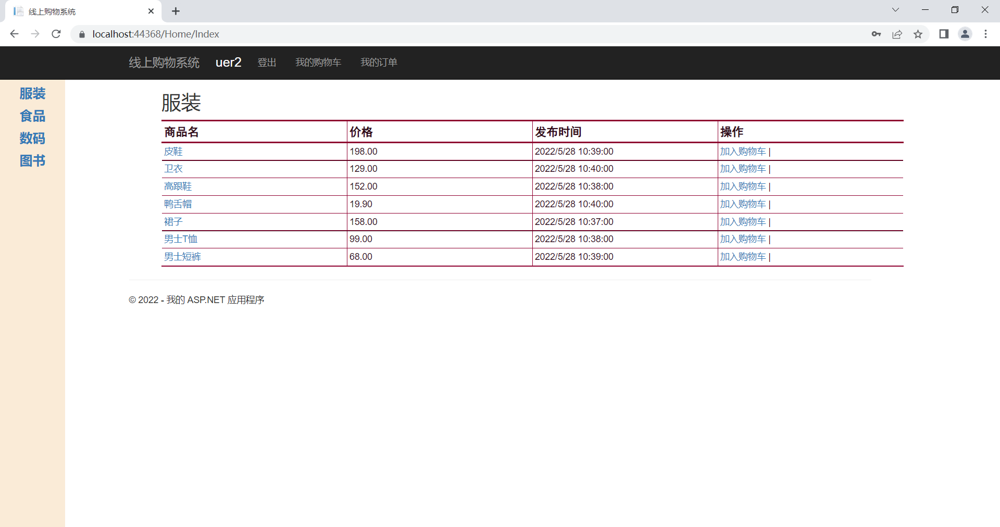 线上购物系统
localhost:44368/Home/Index
线上购物系统 uer2 登出 我的购物车 我的订单
服装
食品
数码
图书
服装
商品名 价格 发布时间 操作
皮鞋 198.00 2022/5/28 10:39:00 加入购物车 |
卫衣 129.00 2022/5/28 10:40:00 加入购物车 |
高跟鞋 152.00 2022/5/28 10:38:00 加入购物车 |
鸭舌帽 19.90 2022/5/28 10:40:00 加入购物车 |
裙子 158.00 2022/5/28 10:37:00 加入购物车 |
男士T恤 99.00 2022/5/28 10:38:00 加入购物车 |
男士短裤 68.00 2022/5/28 10:39:00 加入购物车 |
© 2022 - 我的 ASP.NET 应用程序